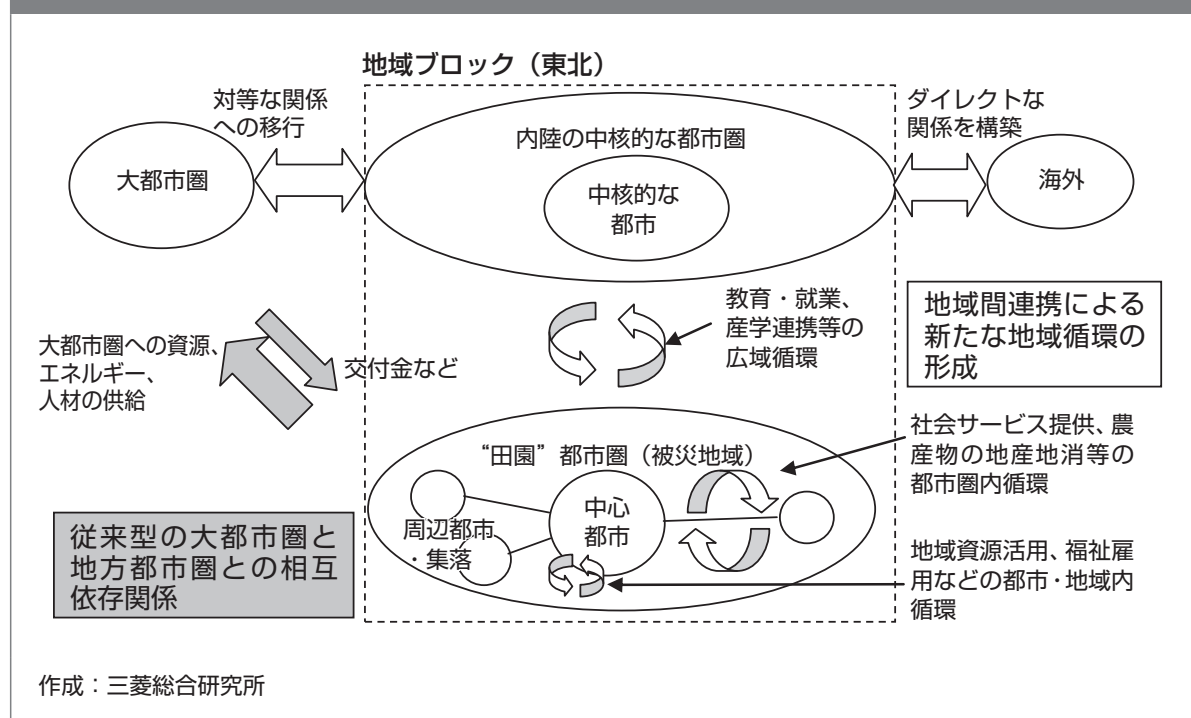 地域ブロック（東北）
対等な関係
への移行
ダイレクトな
関係を構築
大都市圏
内陸の中核的な都市圏
中核的な
都市
海外
教育・就業、
産学連携等の
広域循環
地域間連携による
新たな地域循環の
形成
大都市圏への資源、
エネルギー、
人材の供給
交付金など
社会サービス提供、農
産物の地産地消等の
都市圏内循環
“田園”都市圏（被災地域）
中心
都市
周辺都市
・集落
従来型の大都市圏と
地方都市圏との相互
依存関係
地域資源活用、福祉雇
用などの都市・地域内
循環
作成：三菱総合研究所